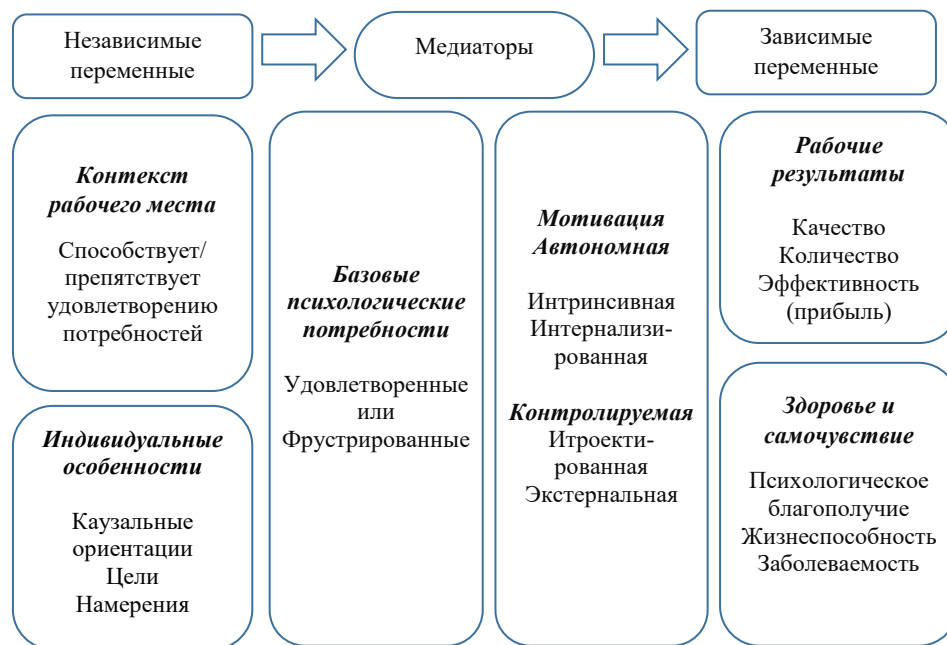 Независимые
переменные
Медиаторы
Зависимые
переменные
Контекст
рабочего места
Способствует/
препятствует
удовлетворению
потребностей
Индивидуальные
особенности
Каузальные
ориентации
Цели
Намерения
Базовые
психологические
потребности
Удовлетворенные
или
Фрустрированные
Мотивация
Автономная
Интринсивная
Интернализи-
рованная
Контролируемая
Итроекти-
рованная
Экстернальная
Рабочие
результаты
Качество
Количество
Эффективность
(прибыль)
Здоровье и
самочувствие
Психологическое
благополучие
Жизнеспособность
Заболеваемость